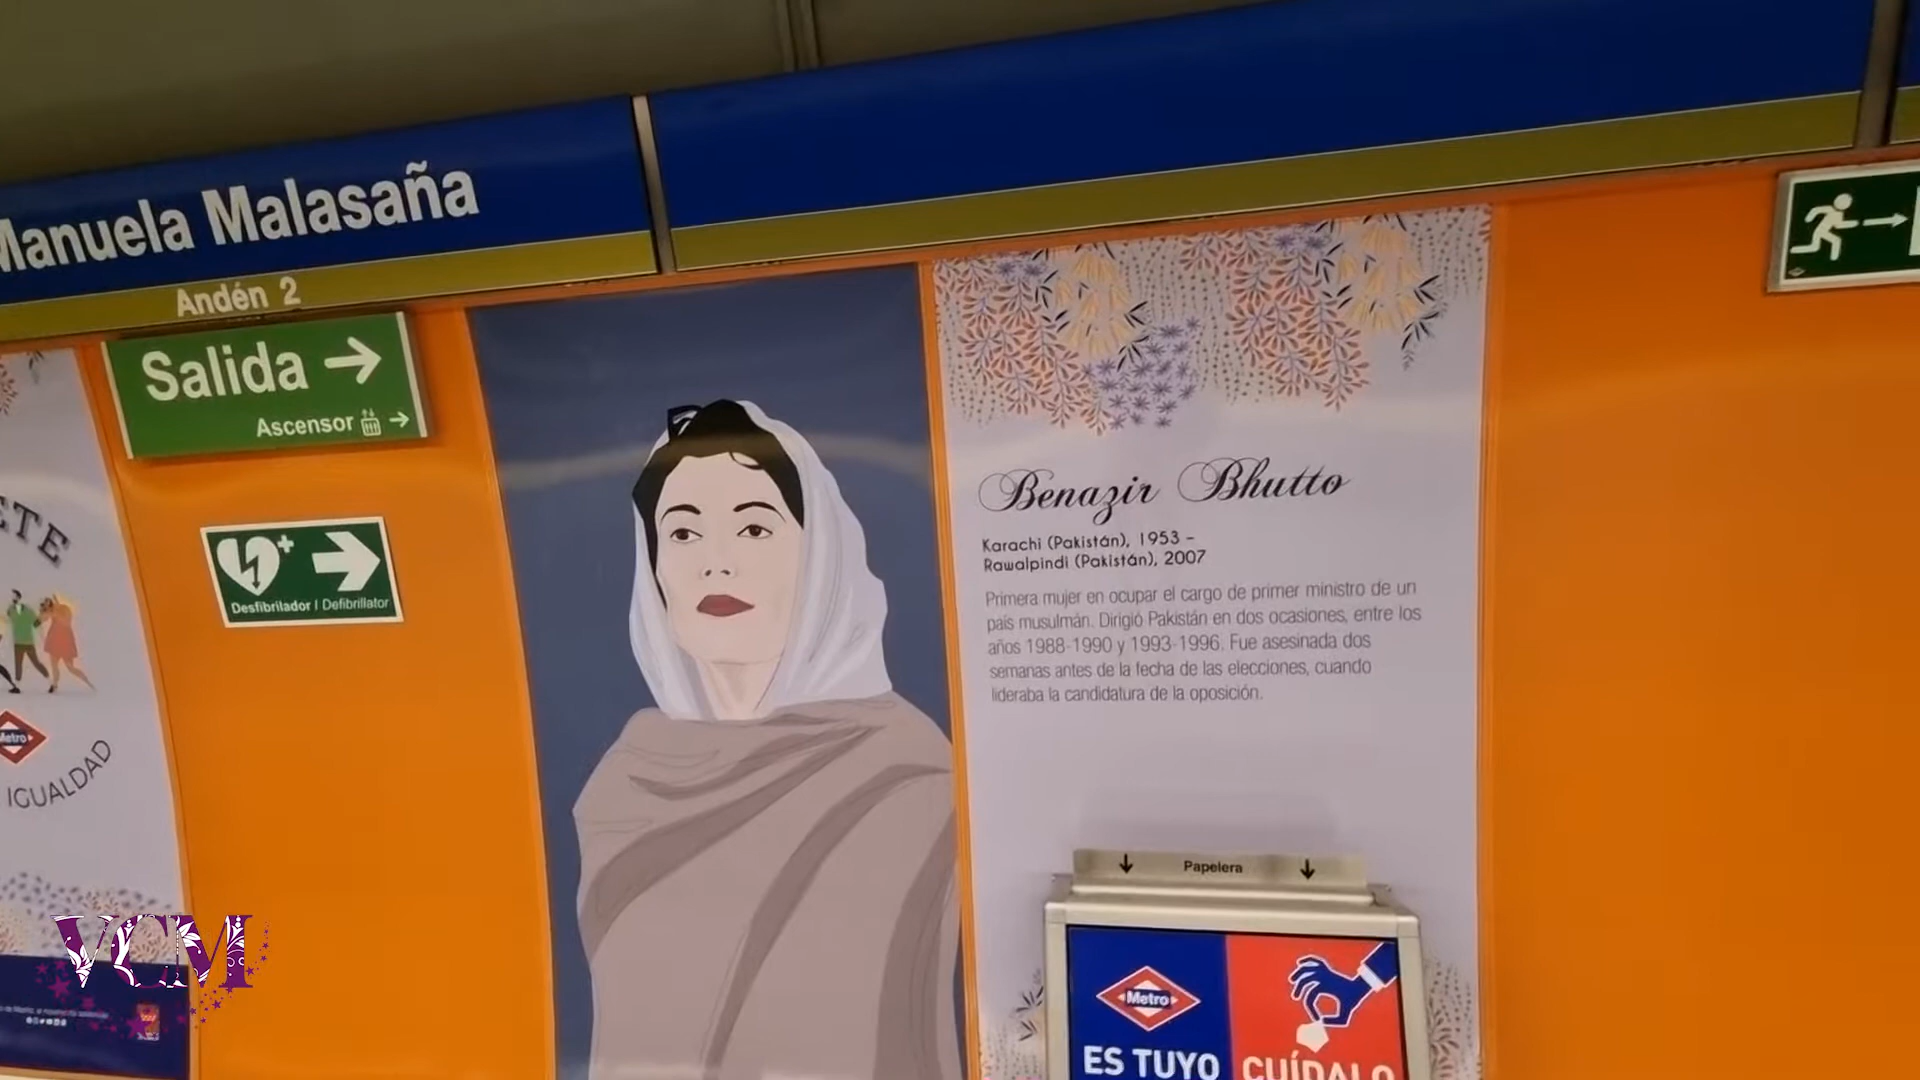 Manuela Malasaña
Andén 2
Salida
Ascensor
Desfibrilador / Defibrillator
Metro
IGUALDAD
Benazir Bhutto
Karachi (Pakistán), 1953 –
Rawalpindi (Pakistán), 2007
Primera mujer en ocupar el cargo de primer ministro de un
país musulmán. Dirigió Pakistán en dos ocasiones, entre los
años 1988-1990 y 1993-1996. Fue asesinada dos
semanas antes de la fecha de las elecciones, cuando
lideraba la candidatura de la oposición.
Papelera
Metro
ES TUYO
CUÍDALO
VCM